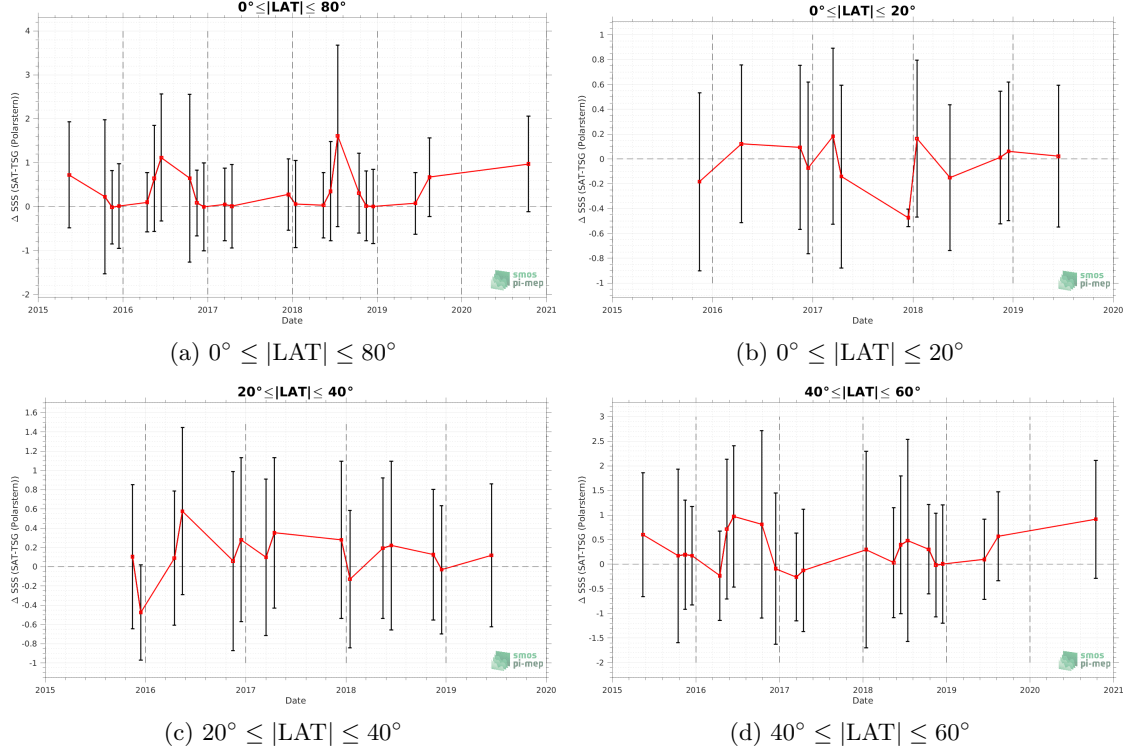 0°≤|LAT|≤ 80°
Δ SSS (SAT-TSG (Polarstern))
4
3
2
1
0
-1
-2
2015 2016 2017 2018 2019 2020 2021
Date
smos
pi-mep
(a) 0° ≤ |LAT| ≤ 80°
0°≤|LAT|≤ 20°
Δ SSS (SAT-TSG (Polarstern))
1
0.8
0.6
0.4
0.2
0
-0.2
-0.4
-0.6
-0.8
-1
2015 2016 2017 2018 2019 2020
Date
smos
pi-mep
(b) 0° ≤ |LAT| ≤ 20°
20°≤|LAT|≤ 40°
Δ SSS (SAT-TSG (Polarstern))
1.6
1.4
1.2
1
0.8
0.6
0.4
0.2
0
-0.2
-0.4
-0.6
-0.8
-1
2015 2016 2017 2018 2019 2020
Date
smos
pi-mep
(c) 20° ≤ |LAT| ≤ 40°
40°≤|LAT|≤ 60°
Δ SSS (SAT-TSG (Polarstern))
3
2.5
2
1.5
1
0.5
0
-0.5
-1
-1.5
-2
2015 2016 2017 2018 2019 2020 2021
Date
smos
pi-mep
(d) 40° ≤ |LAT| ≤ 60°